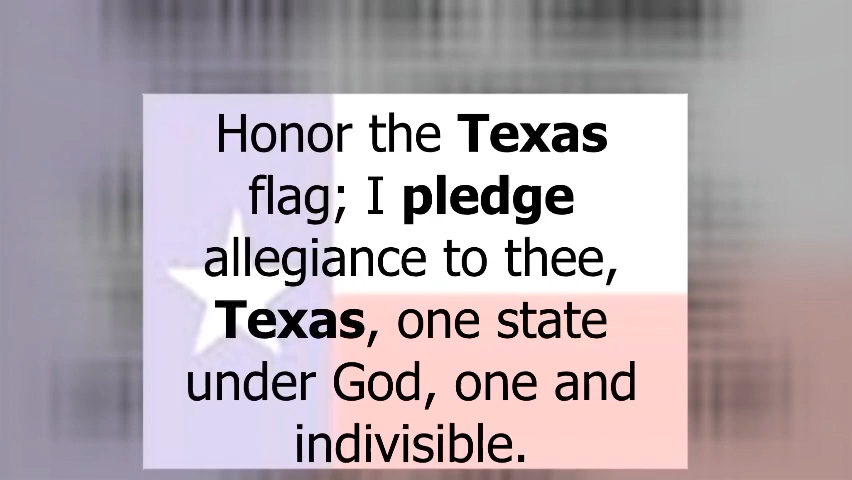 Honor the Texas
flag; I pledge
allegiance to thee,
Texas, one state
under God, one and
indivisible.